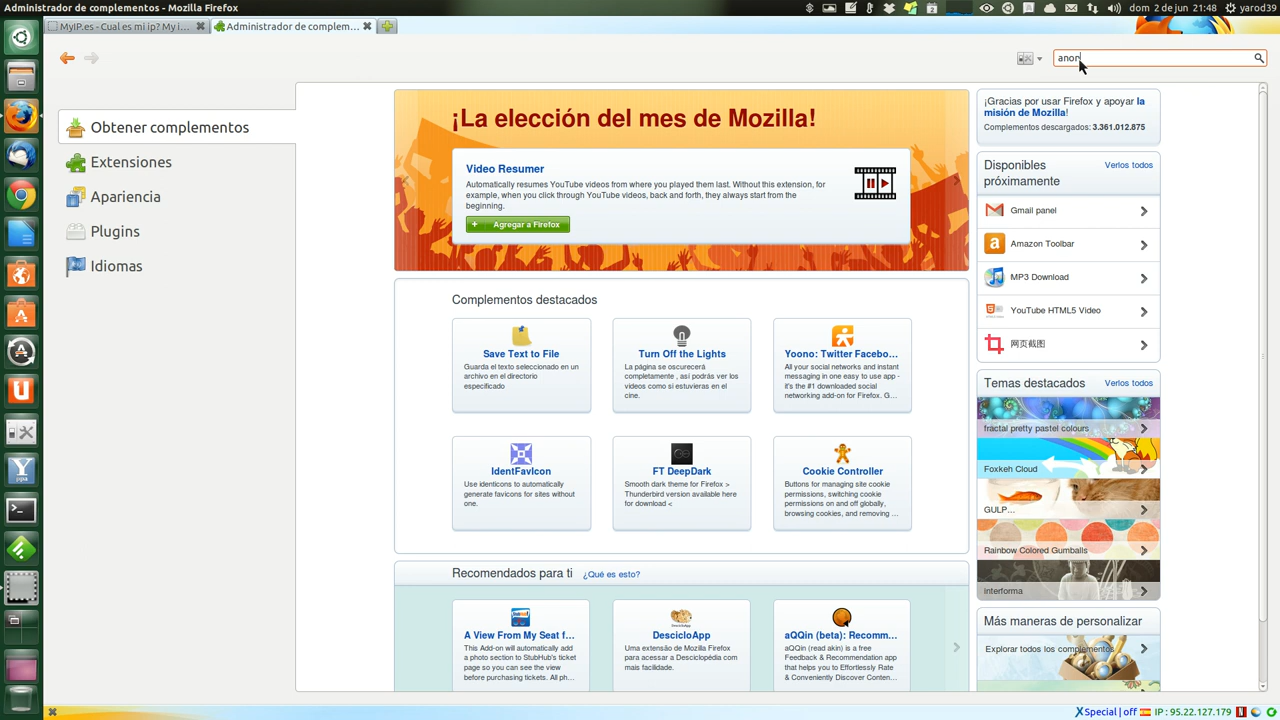 Administrador de complementos - Mozilla Firefox
dom 2 de jun 21:48
yarod39
MyIP.es - Cual es mi ip? My i...
Administrador de complem...
anon
Obtener complementos
Extensiones
Apariencia
Plugins
Idiomas
¡La elección del mes de Mozilla!
Video Resumer
Automatically resumes YouTube videos from where you played them last. Without this extension, for
example, when you click through YouTube videos, back and forth, they always start from the
beginning.
Agregar a Firefox
Complementos destacados
Save Text to File
Guarda el texto seleccionado en un
archivo en el directorio
especificado
Turn Off the Lights
La página se oscurecerá
completamente , así podrás ver los
videos como si estuvieras en el
cine.
Yoono: Twitter Facebo...
All your social networks and instant
messaging in one easy to use app -
it's the #1 downloaded social
networking add-on for Firefox. G...
IdentFavIcon
Use identicons to automatically
generate favicons for sites without
one.
FT DeepDark
Smooth dark theme for Firefox >
Thunderbird version available here
for download <
Cookie Controller
Buttons for managing site cookie
permissions, switching cookie
permissions on and off globally,
browsing cookies, and removing ...
Recomendados para ti
¿Qué es esto?
A View From My Seat f...
This Add-on will automatically add
a photo section to StubHub's ticket
page so you can see the view
before purchasing tickets. All ph...
DescicloApp
Uma extensão de Mozilla Firefox
para acessar a Desciclopédia com
mais facilidade.
aQQin (beta): Recomm...
aQQin (read akin) is a free
Feedback & Recommendation app
that helps you to Effortlessly Rate
& Conveniently Discover Conten...
¡Gracias por usar Firefox y apoyar la
misión de Mozilla!
Complementos descargados: 3.361.012.875
Disponibles
próximamente
Verlos todos
Gmail panel
Amazon Toolbar
MP3 Download
YouTube HTML5 Video
网页截图
Temas destacados
Verlos todos
fractal pretty pastel colours
Foxkeh Cloud
GULP...
Rainbow Colored Gumballs
interforma
Más maneras de personalizar
Explorar todos los complementos
Special | off
IP : 95.22.127.179